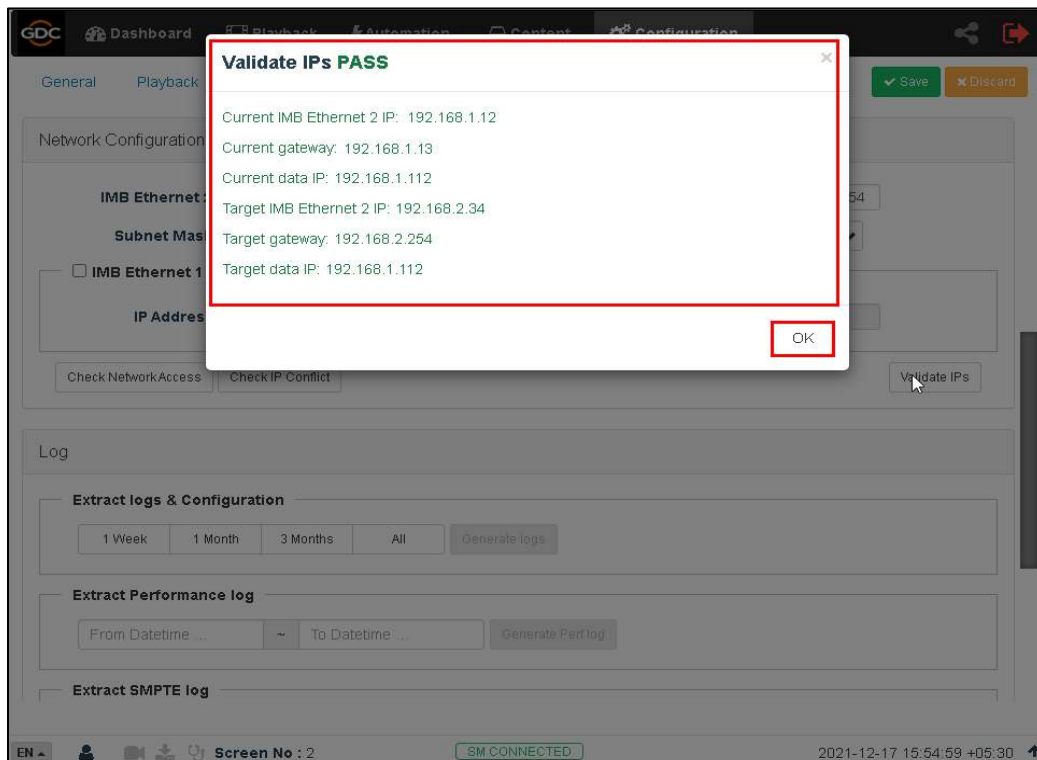 GDC Dashboard Playback Automation Content Configuration
Validate IPs PASS ×
General Playback ✔ Save ✖ Discard
Current IMB Ethernet 2 IP: 192.168.1.12
Network Configuration
Current gateway: 192.168.1.13
Current data IP: 192.168.1.112
IMB Ethernet 54
Target IMB Ethernet 2 IP: 192.168.2.34
Subnet Mas
Target gateway: 192.168.2.254
IMB Ethernet 1
Target data IP: 192.168.1.112
IP Addres
OK
Check Network Access Check IP Conflict Validate IPs
Log
Extract logs & Configuration
1 Week 1 Month 3 Months All Generate logs
Extract Performance log
From Datetime ... ~ To Datetime ... Generate Perf log
Extract SMPTE log
EN Screen No : 2 SM CONNECTED 2021-12-17 15:54:59 +05:30